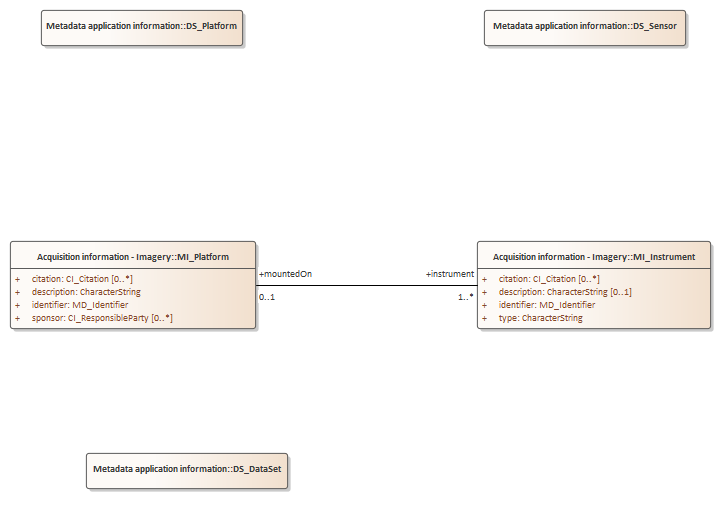 Metadata application information::DS_Platform
Metadata application information::DS_Sensor
Acquisition information - Imagery::MI_Platform
+ citation: CI_Citation [0..*]
+ description: CharacterString
+ identifier: MD_Identifier
+ sponsor: CI_ResponsibleParty [0..*]
+mountedOn
0..1
+instrument
1..*
Acquisition information - Imagery::MI_Instrument
+ citation: CI_Citation [0..*]
+ description: CharacterString [0..1]
+ identifier: MD_Identifier
+ type: CharacterString
Metadata application information::DS_DataSet